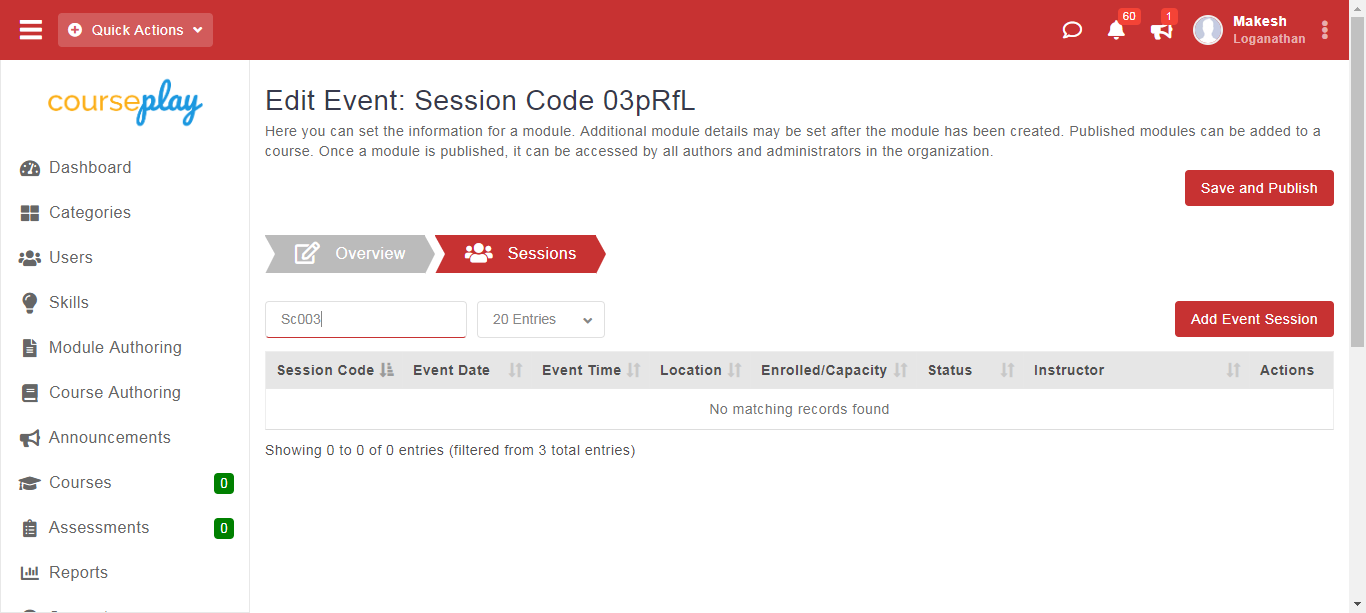 Quick Actions
60
1
Makesh
Loganathan
courseplay
Dashboard
Categories
Users
Skills
Module Authoring
Course Authoring
Announcements
Courses 0
Assessments 0
Reports
Edit Event: Session Code 03pRfL
Here you can set the information for a module. Additional module details may be set after the module has been created. Published modules can be added to a
course. Once a module is published, it can be accessed by all authors and administrators in the organization.
Save and Publish
Overview
Sessions
Sc003
20 Entries
Add Event Session
Session Code Event Date Event Time Location Enrolled/Capacity Status Instructor Actions
No matching records found
Showing 0 to 0 of 0 entries (filtered from 3 total entries)